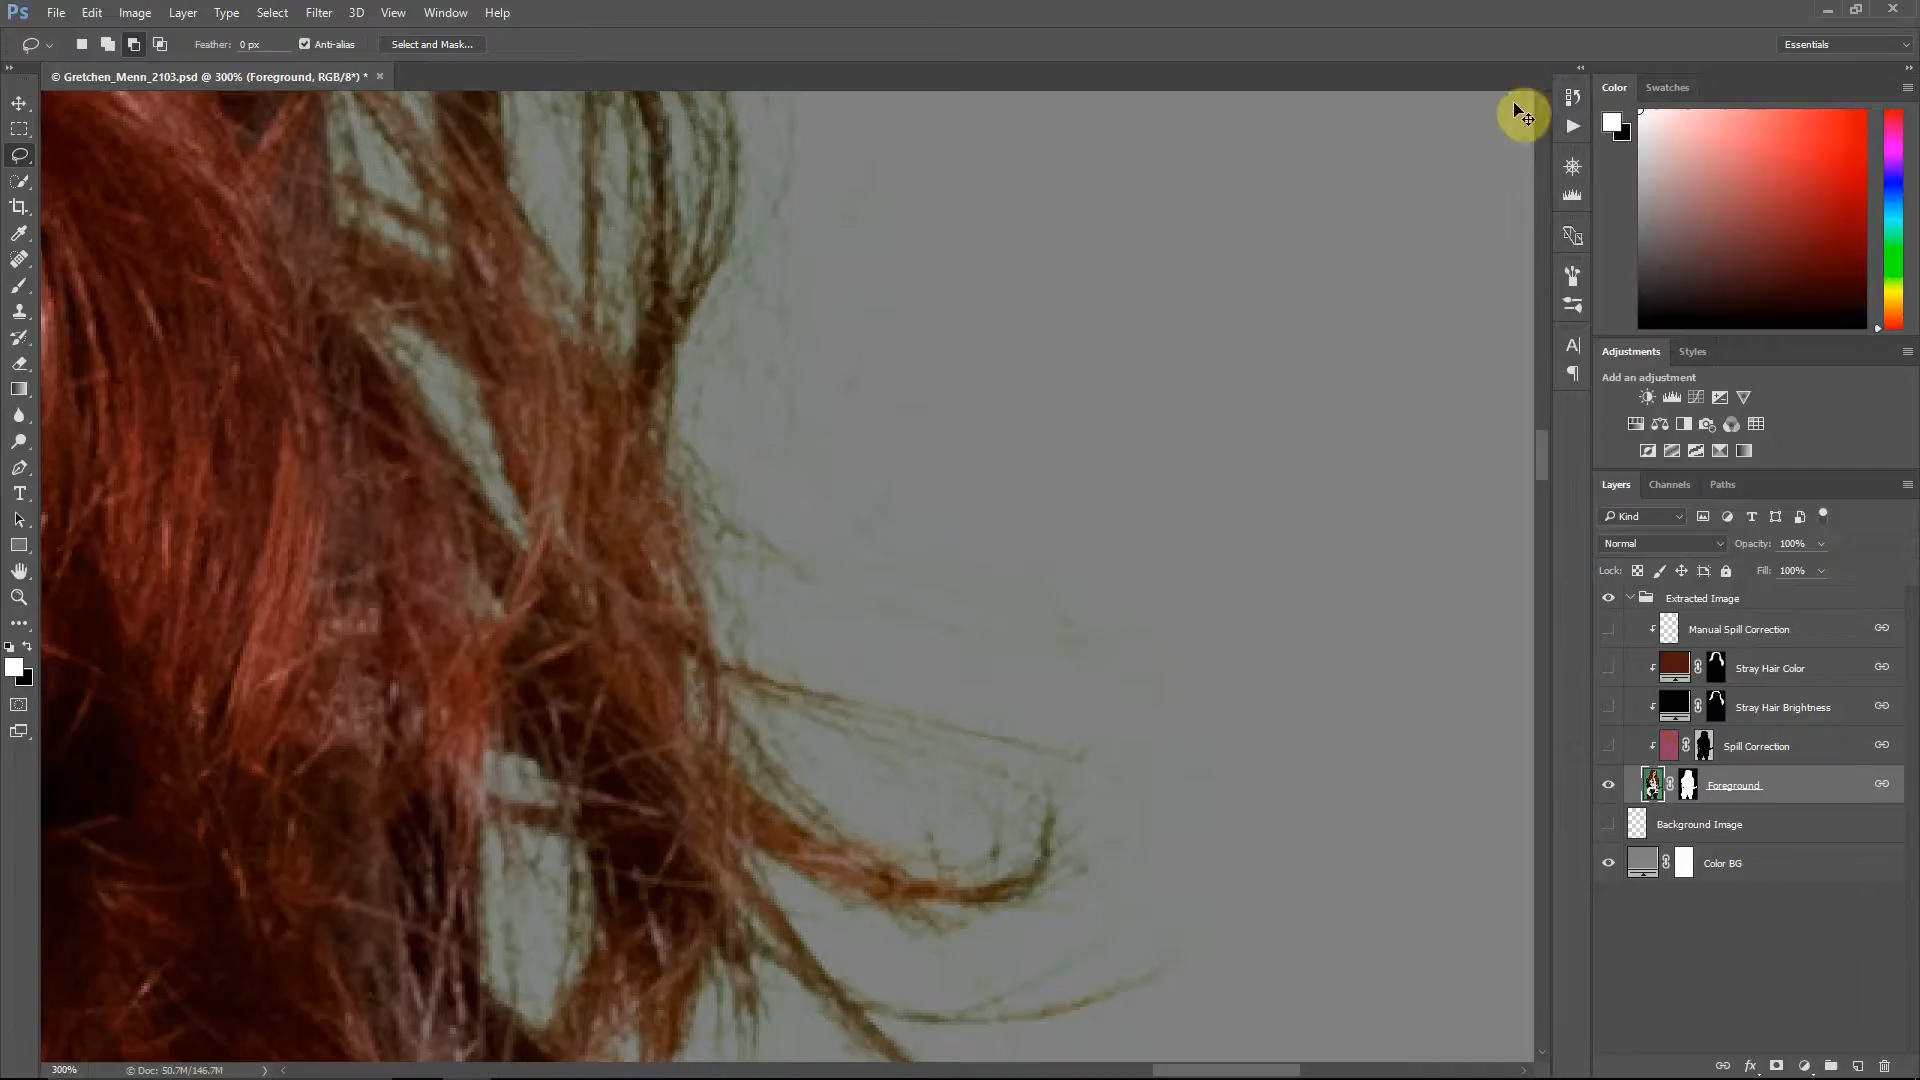 Ps File Edit Image Layer Type Select Filter 3D View Window Help
Feather: 0 px Anti-alias Select and Mask... Essentials
© Gretchen_Menn_2103.psd @ 300% (Foreground, RGB/8*) * ×
Color Swatches
Adjustments Styles
Add an adjustment
Layers Channels Paths
Kind
Normal Opacity: 100%
Lock: Fill: 100%
Extracted Image
Manual Spill Correction
Stray Hair Color
Stray Hair Brightness
Spill Correction
Foreground
Background Image
Color BG
300% © Doc: 50.7M/146.7M